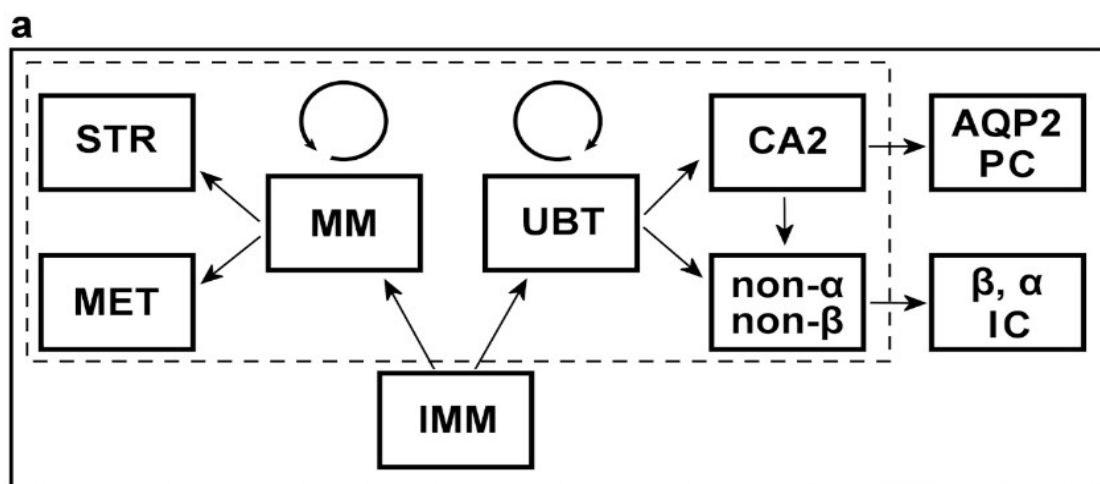 a
STR
MM
UBT
CA2
AQP2
PC
MET
non-α
non-β
β, α
IC
IMM